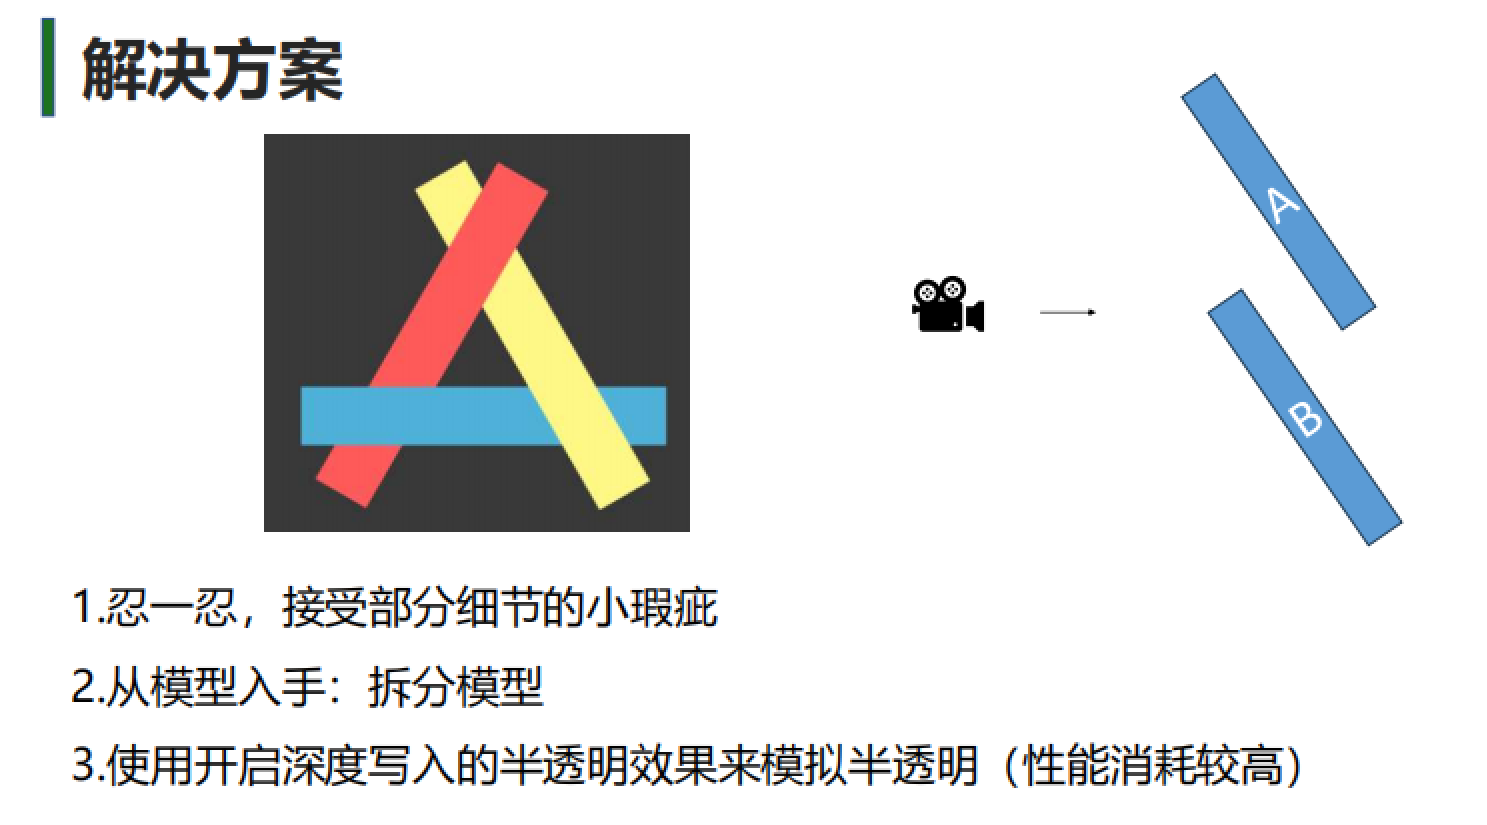 解决方案
A
B
1.忍一忍，接受部分细节的小瑕疵
2.从模型入手：拆分模型
3.使用开启深度写入的半透明效果来模拟半透明（性能消耗较高）